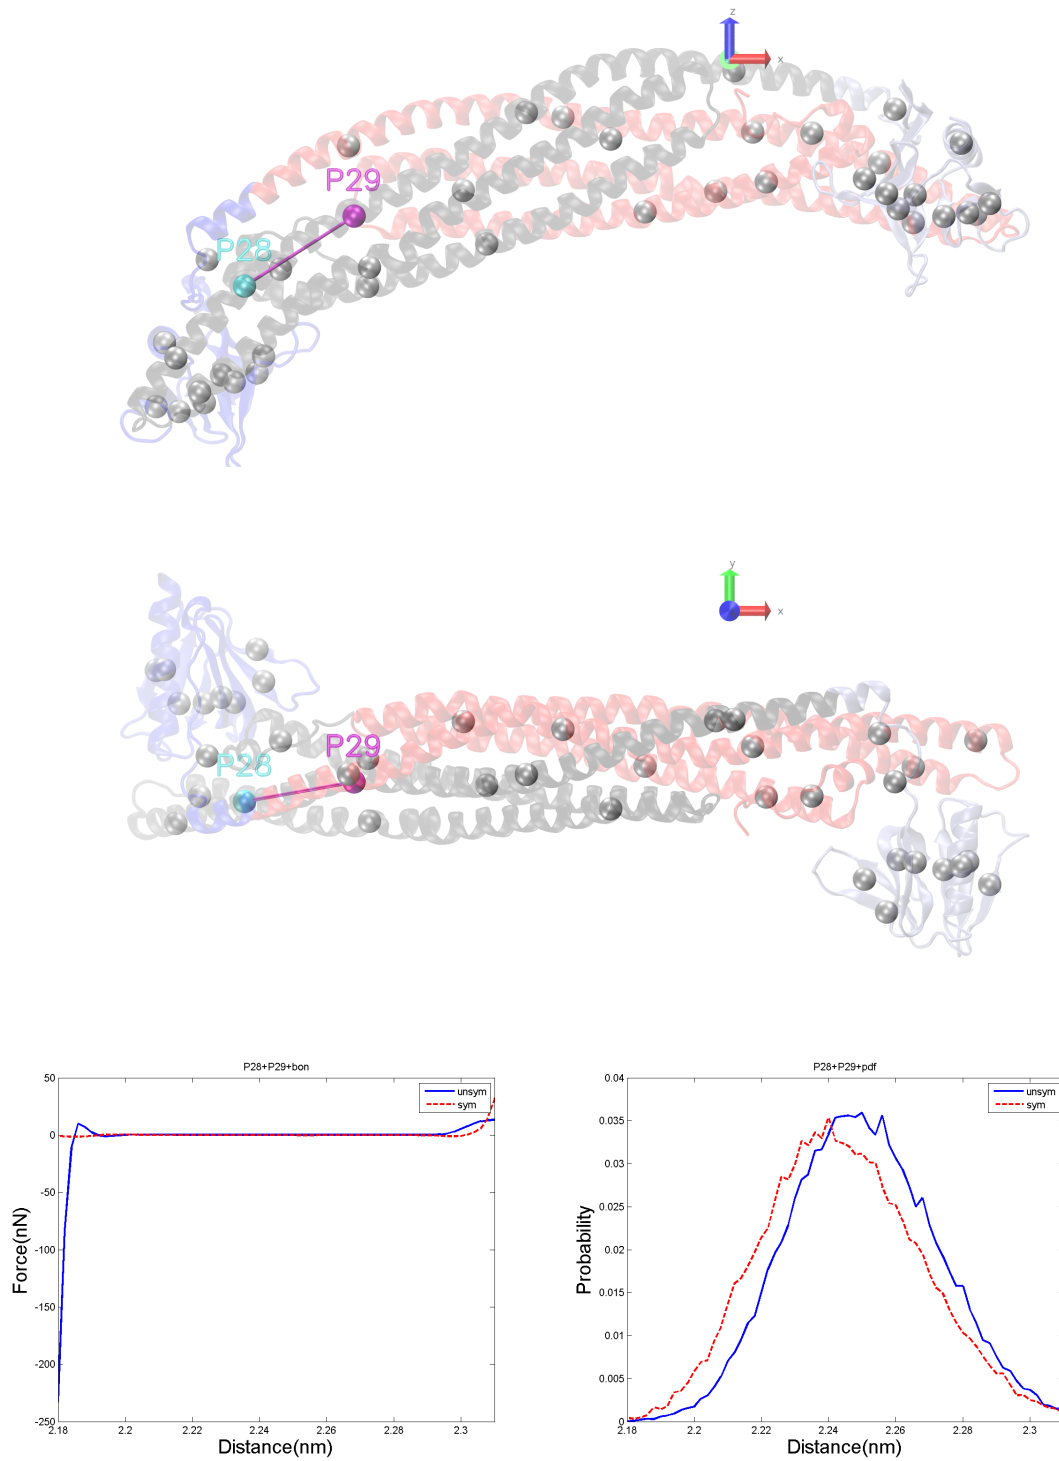 z
x
P29
P28
y
x
P29
P28
P28+P29+bon
unsym
sym
50
0
-50
-100
-150
-200
-250
Force(nN)
2.18
2.2
2.22
2.24
2.26
2.28
2.3
Distance(nm)
P28+P29+pdf
unsym
sym
0.04
0.035
0.03
0.025
0.02
0.015
0.01
0.005
0
Probability
2.18
2.2
2.22
2.24
2.26
2.28
2.3
Distance(nm)